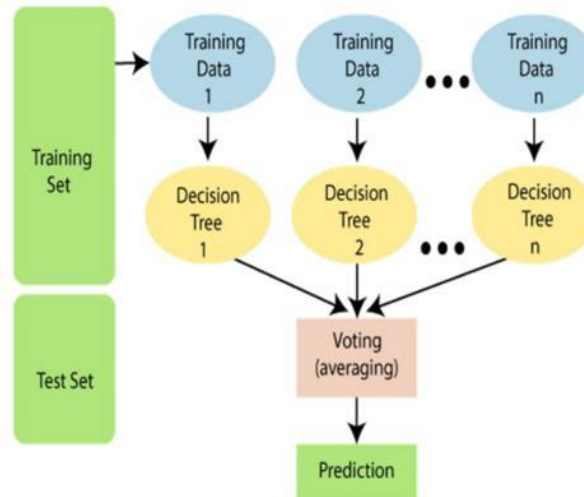 Training
Set
Test Set
Training
Data
1
Training
Data
2
Training
Data
n
Decision
Tree
1
Decision
Tree
2
Decision
Tree
n
Voting
(averaging)
Prediction